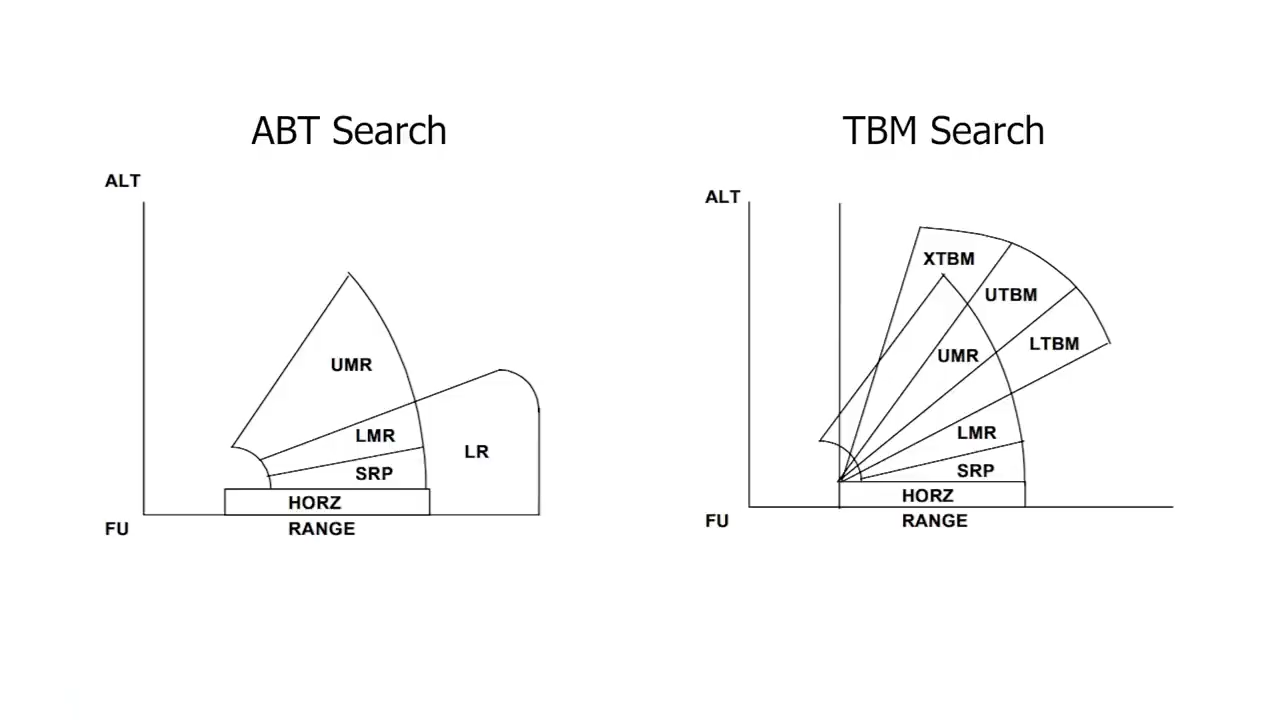 ABT Search
ALT
UMR
LMR
LR
SRP
HORZ
FU
RANGE
TBM Search
ALT
XTBM
UTBM
LTBM
UMR
LMR
SRP
HORZ
FU
RANGE